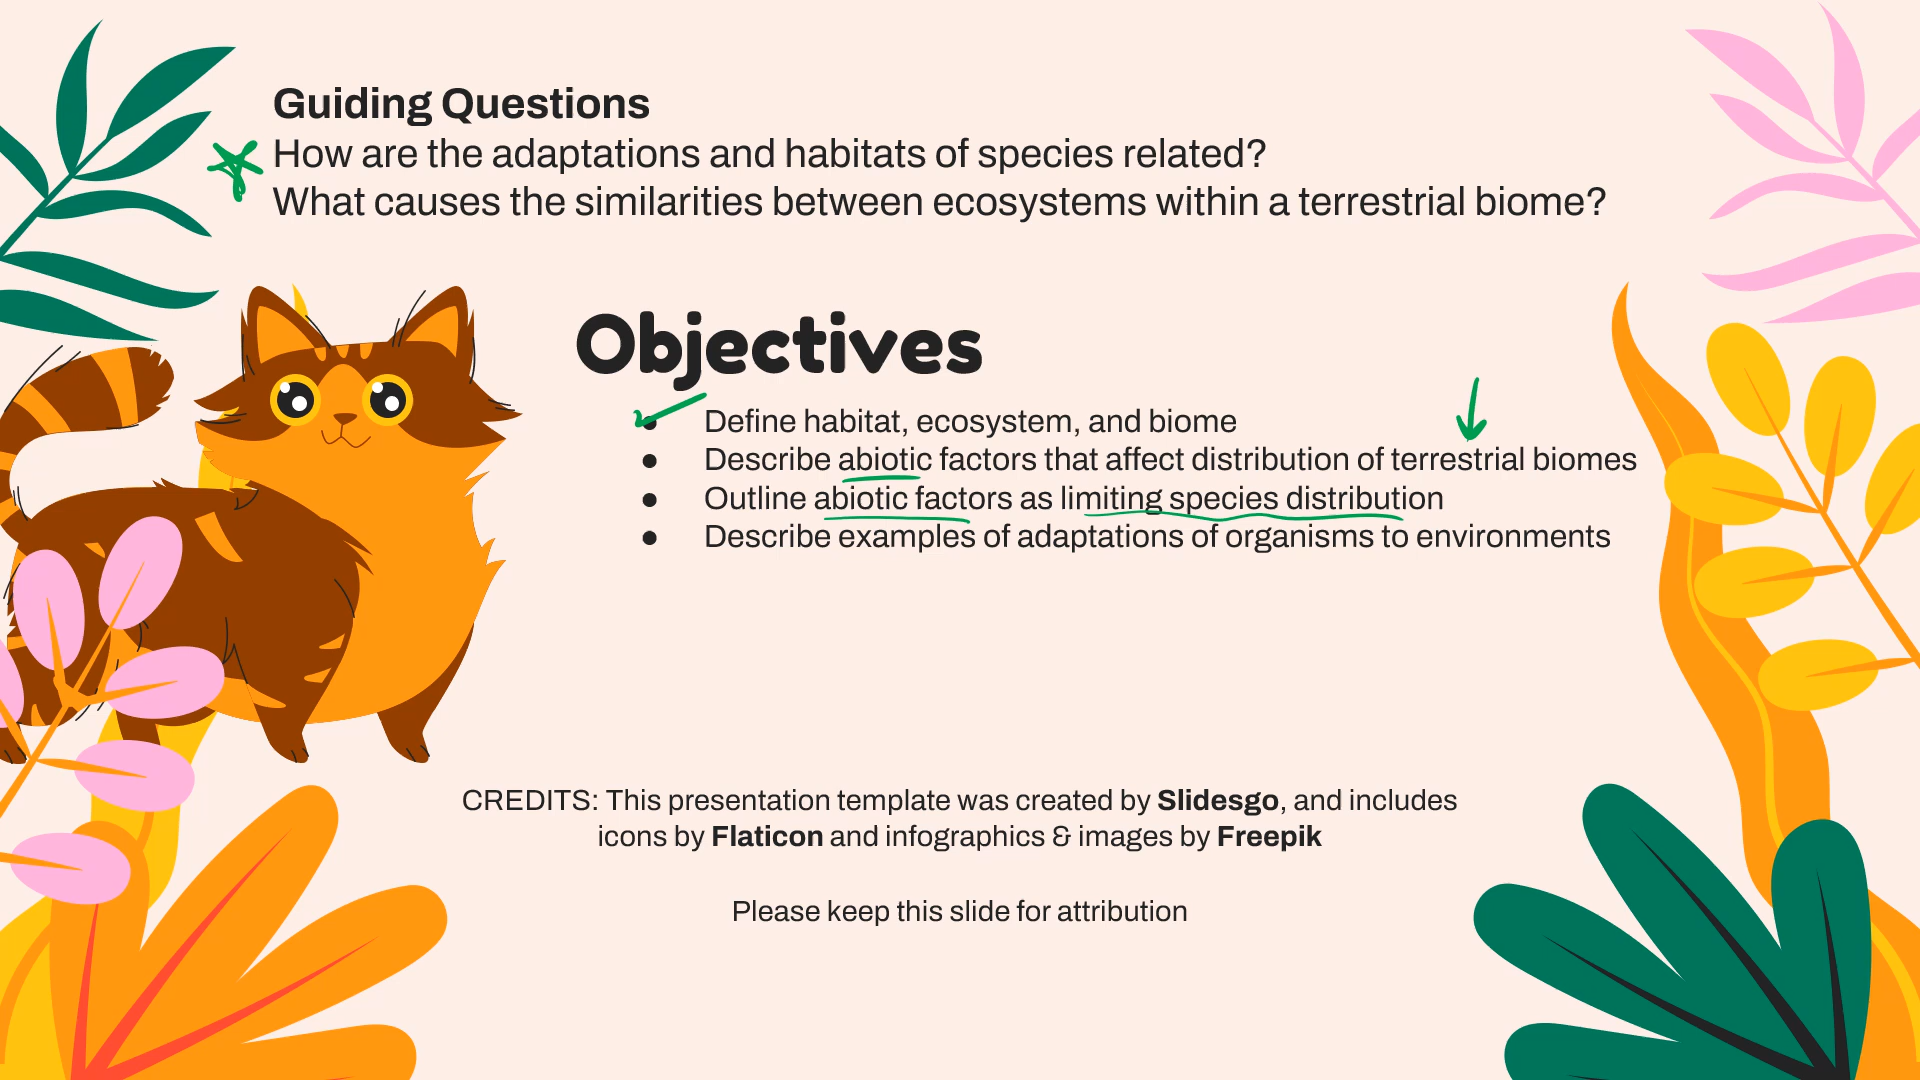 Guiding Questions
How are the adaptations and habitats of species related?
What causes the similarities between ecosystems within a terrestrial biome?
Objectives
● Define habitat, ecosystem, and biome
● Describe abiotic factors that affect distribution of terrestrial biomes
● Outline abiotic factors as limiting species distribution
● Describe examples of adaptations of organisms to environments
CREDITS: This presentation template was created by Slidesgo, and includes
icons by Flaticon and infographics & images by Freepik
Please keep this slide for attribution